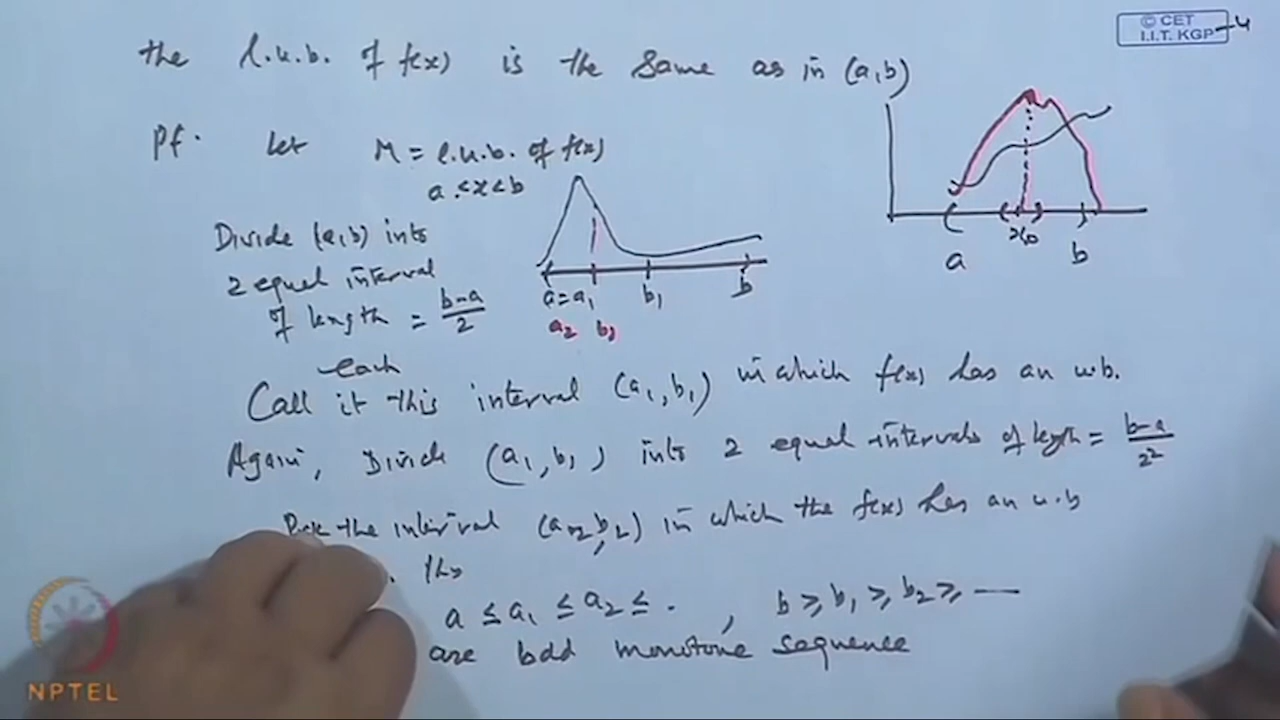 © CET
I.I.T. KGP -4
the l.u.b. of f(x) is the same as in (a,b)
Pf. Let M = l.u.b. of f(x)
a <x<b
Divide (a,b) into
2 equal interval
of length = b-a/2
each
a=a1 b1 b
a2 b2
a x0 b
Call it this interval (a1,b1) in which f(x) has an u.b.
Again, Divide (a1,b1) into 2 equal intervals of length = b-a/2^2
Pick the interval (a2,b2) in which the f(x) has an u.b
a ≤ a1 ≤ a2 ≤ . , b ≥ b1 ≥ b2 ≥ —
are bdd monotone sequence
NPTEL